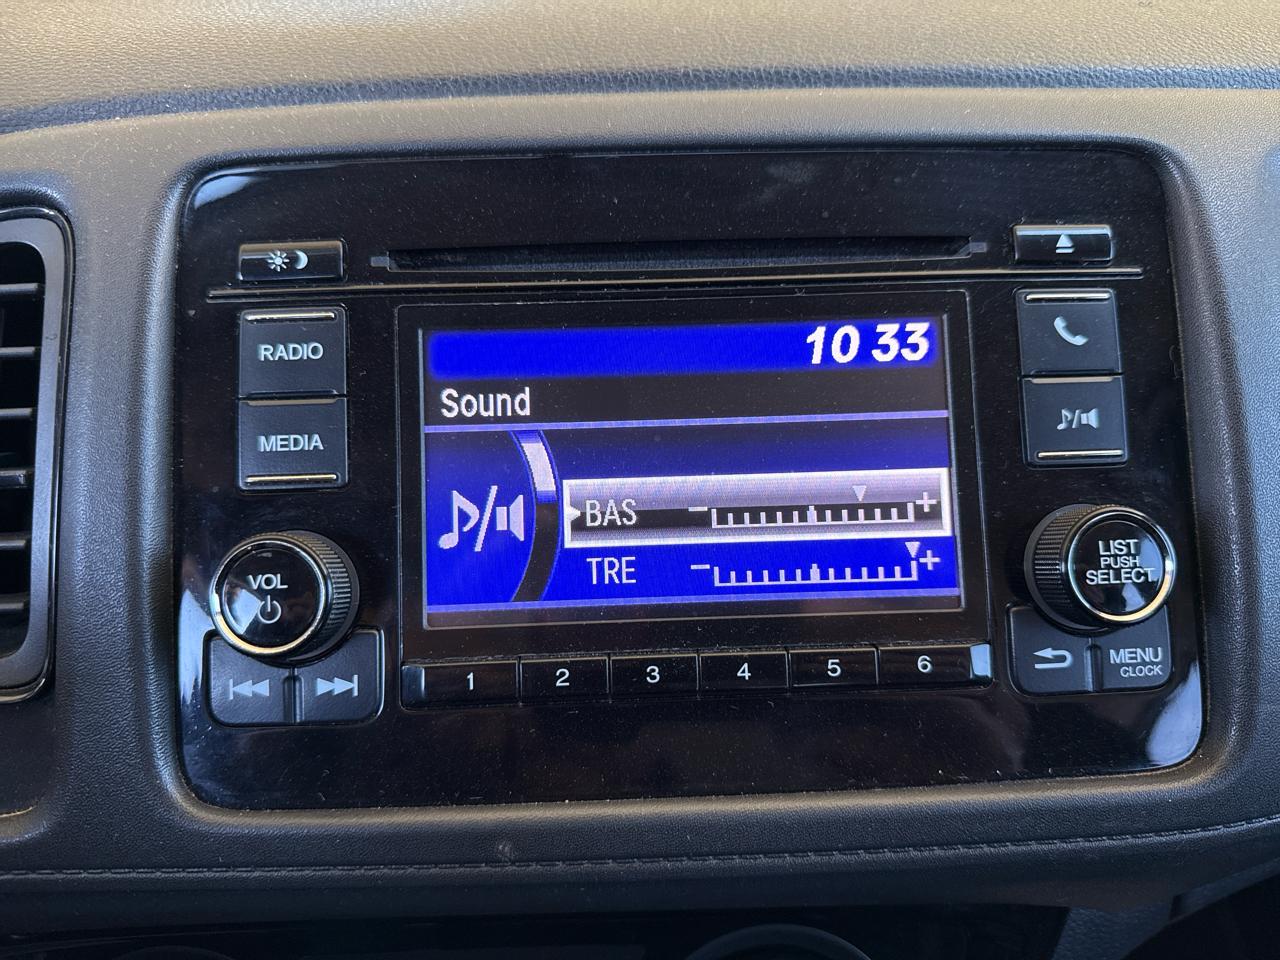 10 33
RADIO
Sound
MEDIA
BAS - +
TRE - +
VOL
LIST
PUSH
SELECT
1 2 3 4 5 6
MENU
CLOCK